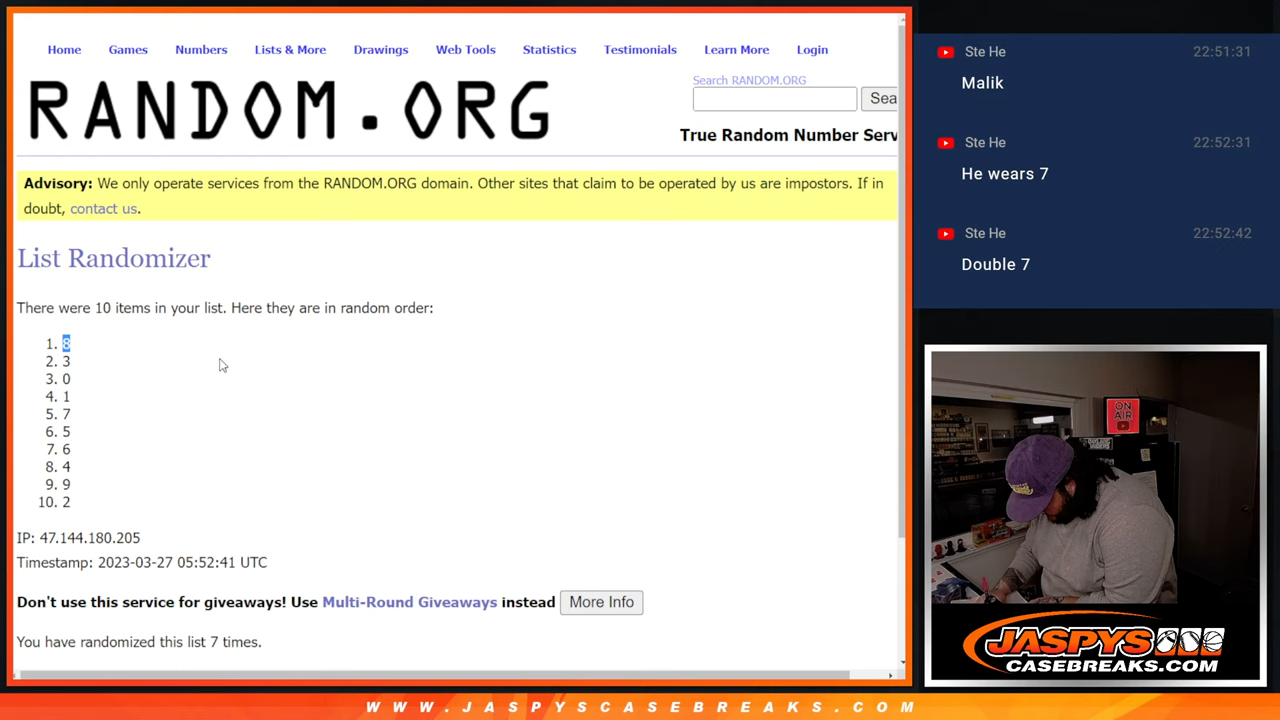 Home Games Numbers Lists & More Drawings Web Tools Statistics Testimonials Learn More Login
Search RANDOM.ORG
RANDOM.ORG
Sea
True Random Number Serv
Advisory: We only operate services from the RANDOM.ORG domain. Other sites that claim to be operated by us are impostors. If in
doubt, contact us.
List Randomizer
There were 10 items in your list. Here they are in random order:
1. 8
2. 3
3. 0
4. 1
5. 7
6. 5
7. 6
8. 4
9. 9
10. 2
IP: 47.144.180.205
Timestamp: 2023-03-27 05:52:41 UTC
Don't use this service for giveaways! Use Multi-Round Giveaways instead More Info
You have randomized this list 7 times.
Ste He 22:51:31
Malik
Ste He 22:52:31
He wears 7
Ste He 22:52:42
Double 7
ON
AIR
JASPYS
CASEBREAKS.COM
WWW.JASPYSCASEBREAKS.COM